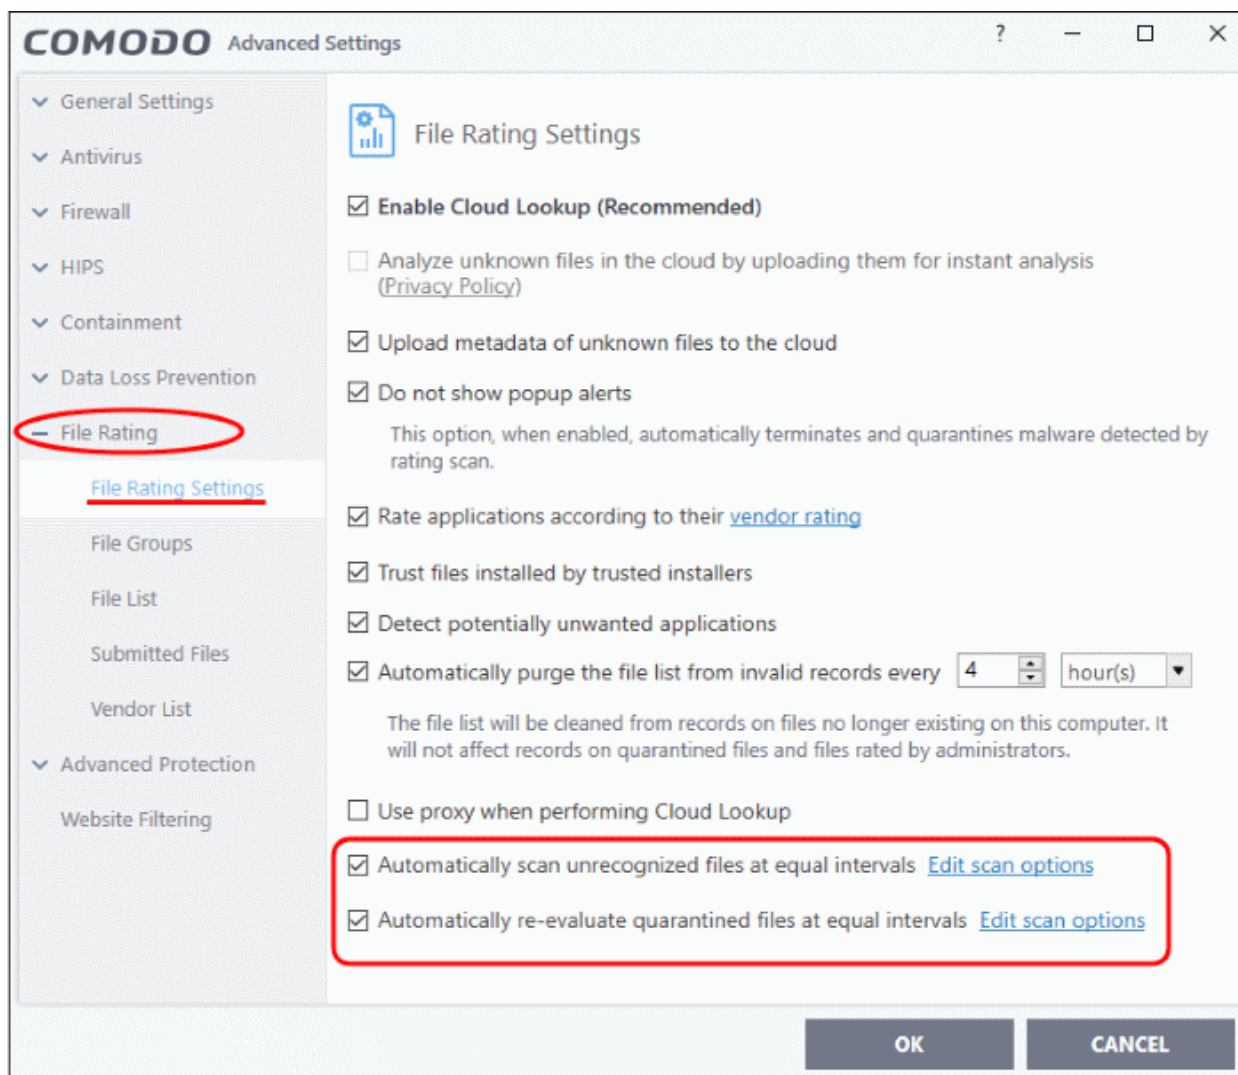 COMODO Advanced Settings ?
General Settings
Antivirus
Firewall
HIPS
Containment
Data Loss Prevention
File Rating
File Rating Settings
File Groups
File List
Submitted Files
Vendor List
Advanced Protection
Website Filtering
File Rating Settings
Enable Cloud Lookup (Recommended)
Analyze unknown files in the cloud by uploading them for instant analysis
(Privacy Policy)
Upload metadata of unknown files to the cloud
Do not show popup alerts
This option, when enabled, automatically terminates and quarantines malware detected by
rating scan.
Rate applications according to their vendor rating
Trust files installed by trusted installers
Detect potentially unwanted applications
Automatically purge the file list from invalid records every 4 hour(s)
The file list will be cleaned from records on files no longer existing on this computer. It
will not affect records on quarantined files and files rated by administrators.
Use proxy when performing Cloud Lookup
Automatically scan unrecognized files at equal intervals Edit scan options
Automatically re-evaluate quarantined files at equal intervals Edit scan options
OK CANCEL